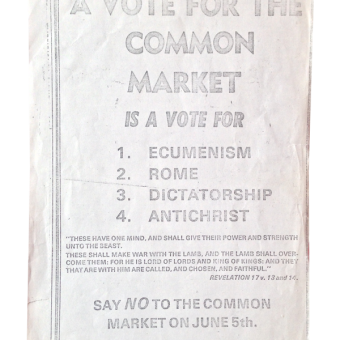 A VOTE FOR THE
COMMON
MARKET
IS A VOTE FOR
1. ECUMENISM
2. ROME
3. DICTATORSHIP
4. ANTICHRIST
"THESE HAVE ONE MIND, AND SHALL GIVE THEIR POWER AND STRENGTH
UNTO THE BEAST.
THESE SHALL MAKE WAR WITH THE LAMB, AND THE LAMB SHALL OVER-
COME THEM: FOR HE IS LORD OF LORDS AND KING OF KINGS: AND THEY
THAT ARE WITH HIM ARE CALLED, AND CHOSEN, AND FAITHFUL."
REVELATION 17 v. 13 and 14.
SAY NO TO THE COMMON
MARKET ON JUNE 5th.